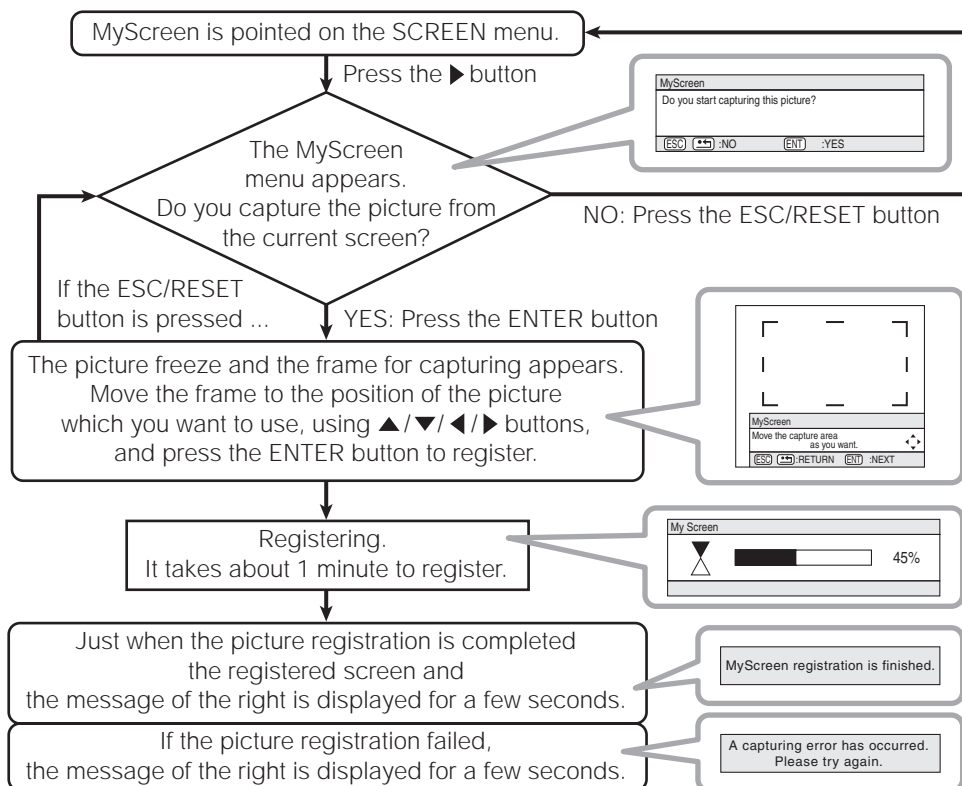 MyScreen is pointed on the SCREEN menu.
Press the ▶ button
MyScreen
Do you start capturing this picture?
ESC :NO ENT :YES
The MyScreen
menu appears.
Do you capture the picture from
the current screen?
NO: Press the ESC/RESET button
If the ESC/RESET
button is pressed ...
YES: Press the ENTER button
The picture freeze and the frame for capturing appears.
Move the frame to the position of the picture
which you want to use, using ▲/▼/◀/▶ buttons,
and press the ENTER button to register.
MyScreen
Move the capture area
as you want.
ESC :RETURN ENT :NEXT
Registering.
It takes about 1 minute to register.
My Screen
45%
Just when the picture registration is completed
the registered screen and
the message of the right is displayed for a few seconds.
MyScreen registration is finished.
If the picture registration failed,
the message of the right is displayed for a few seconds.
A capturing error has occurred.
Please try again.